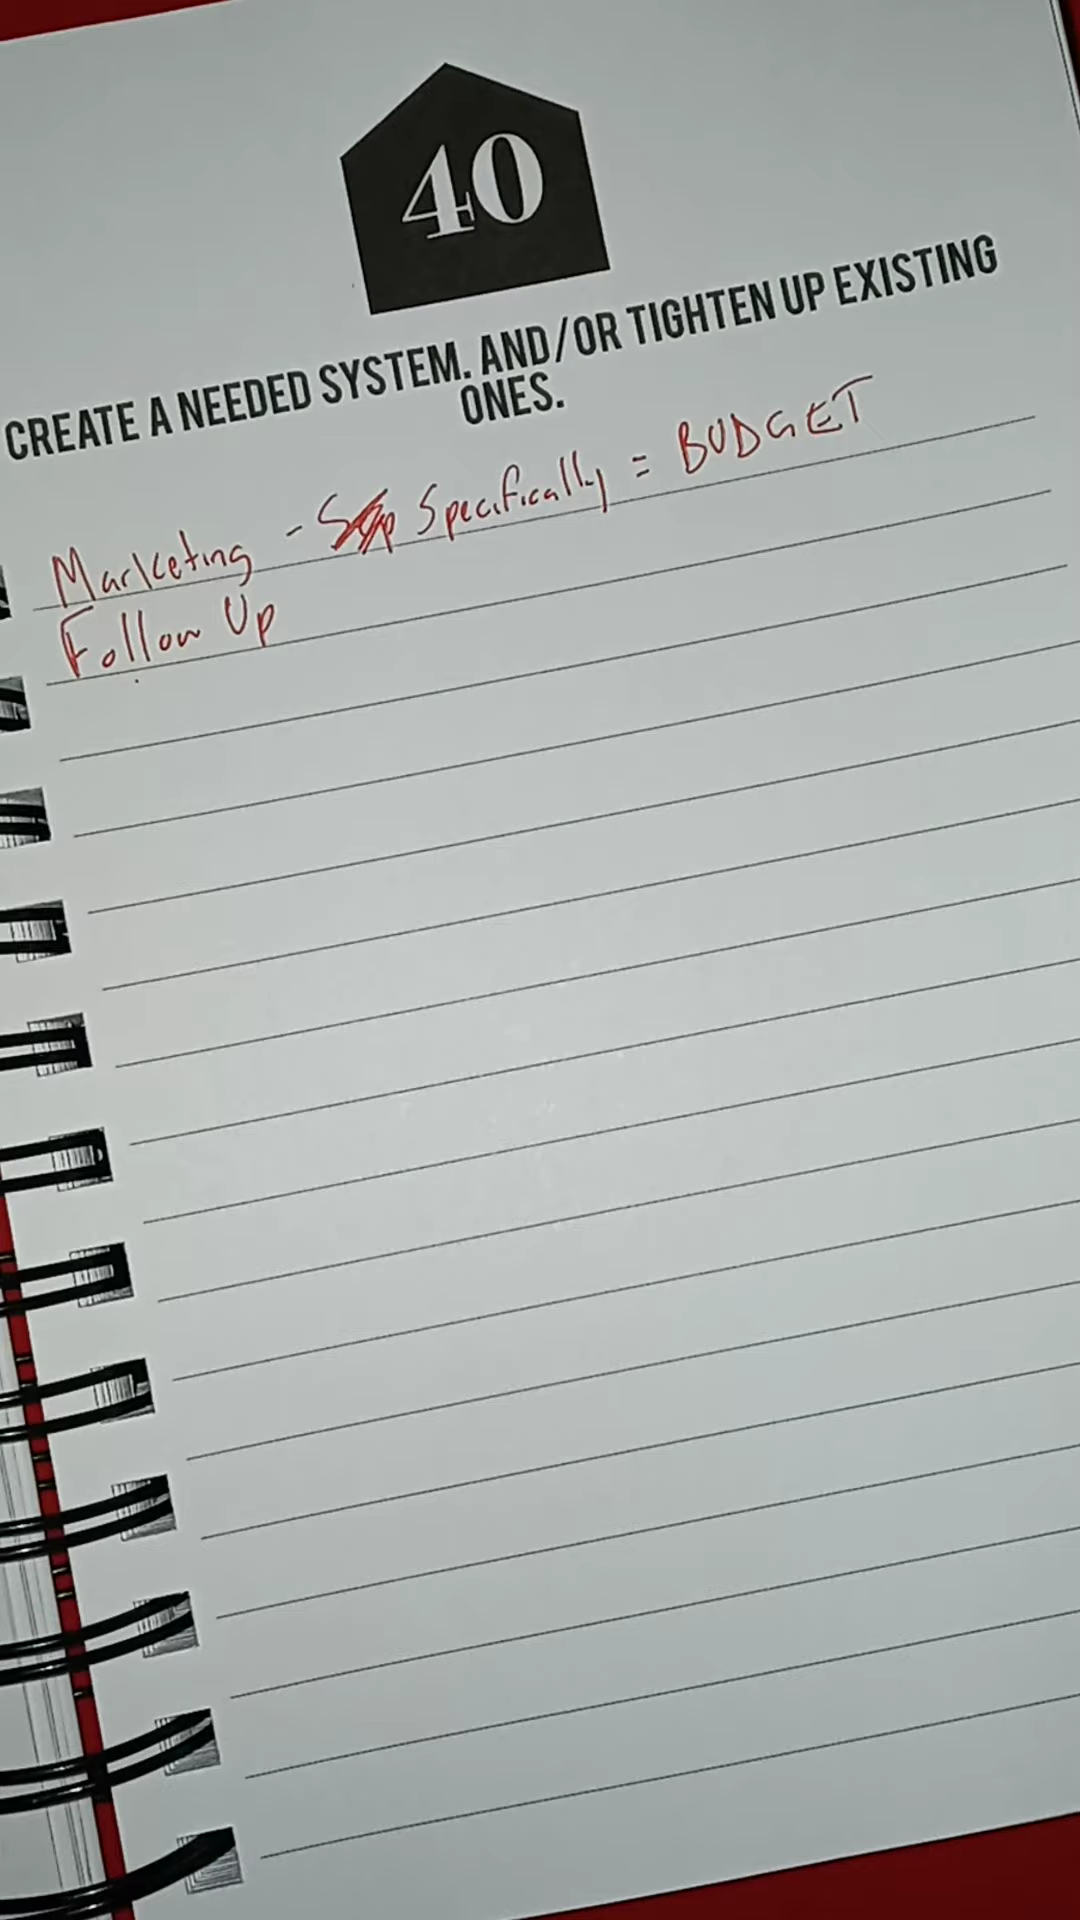 40
CREATE A NEEDED SYSTEM. AND/OR TIGHTEN UP EXISTING
ONES.
Marketing - Specifically = BUDGET
Follow Up